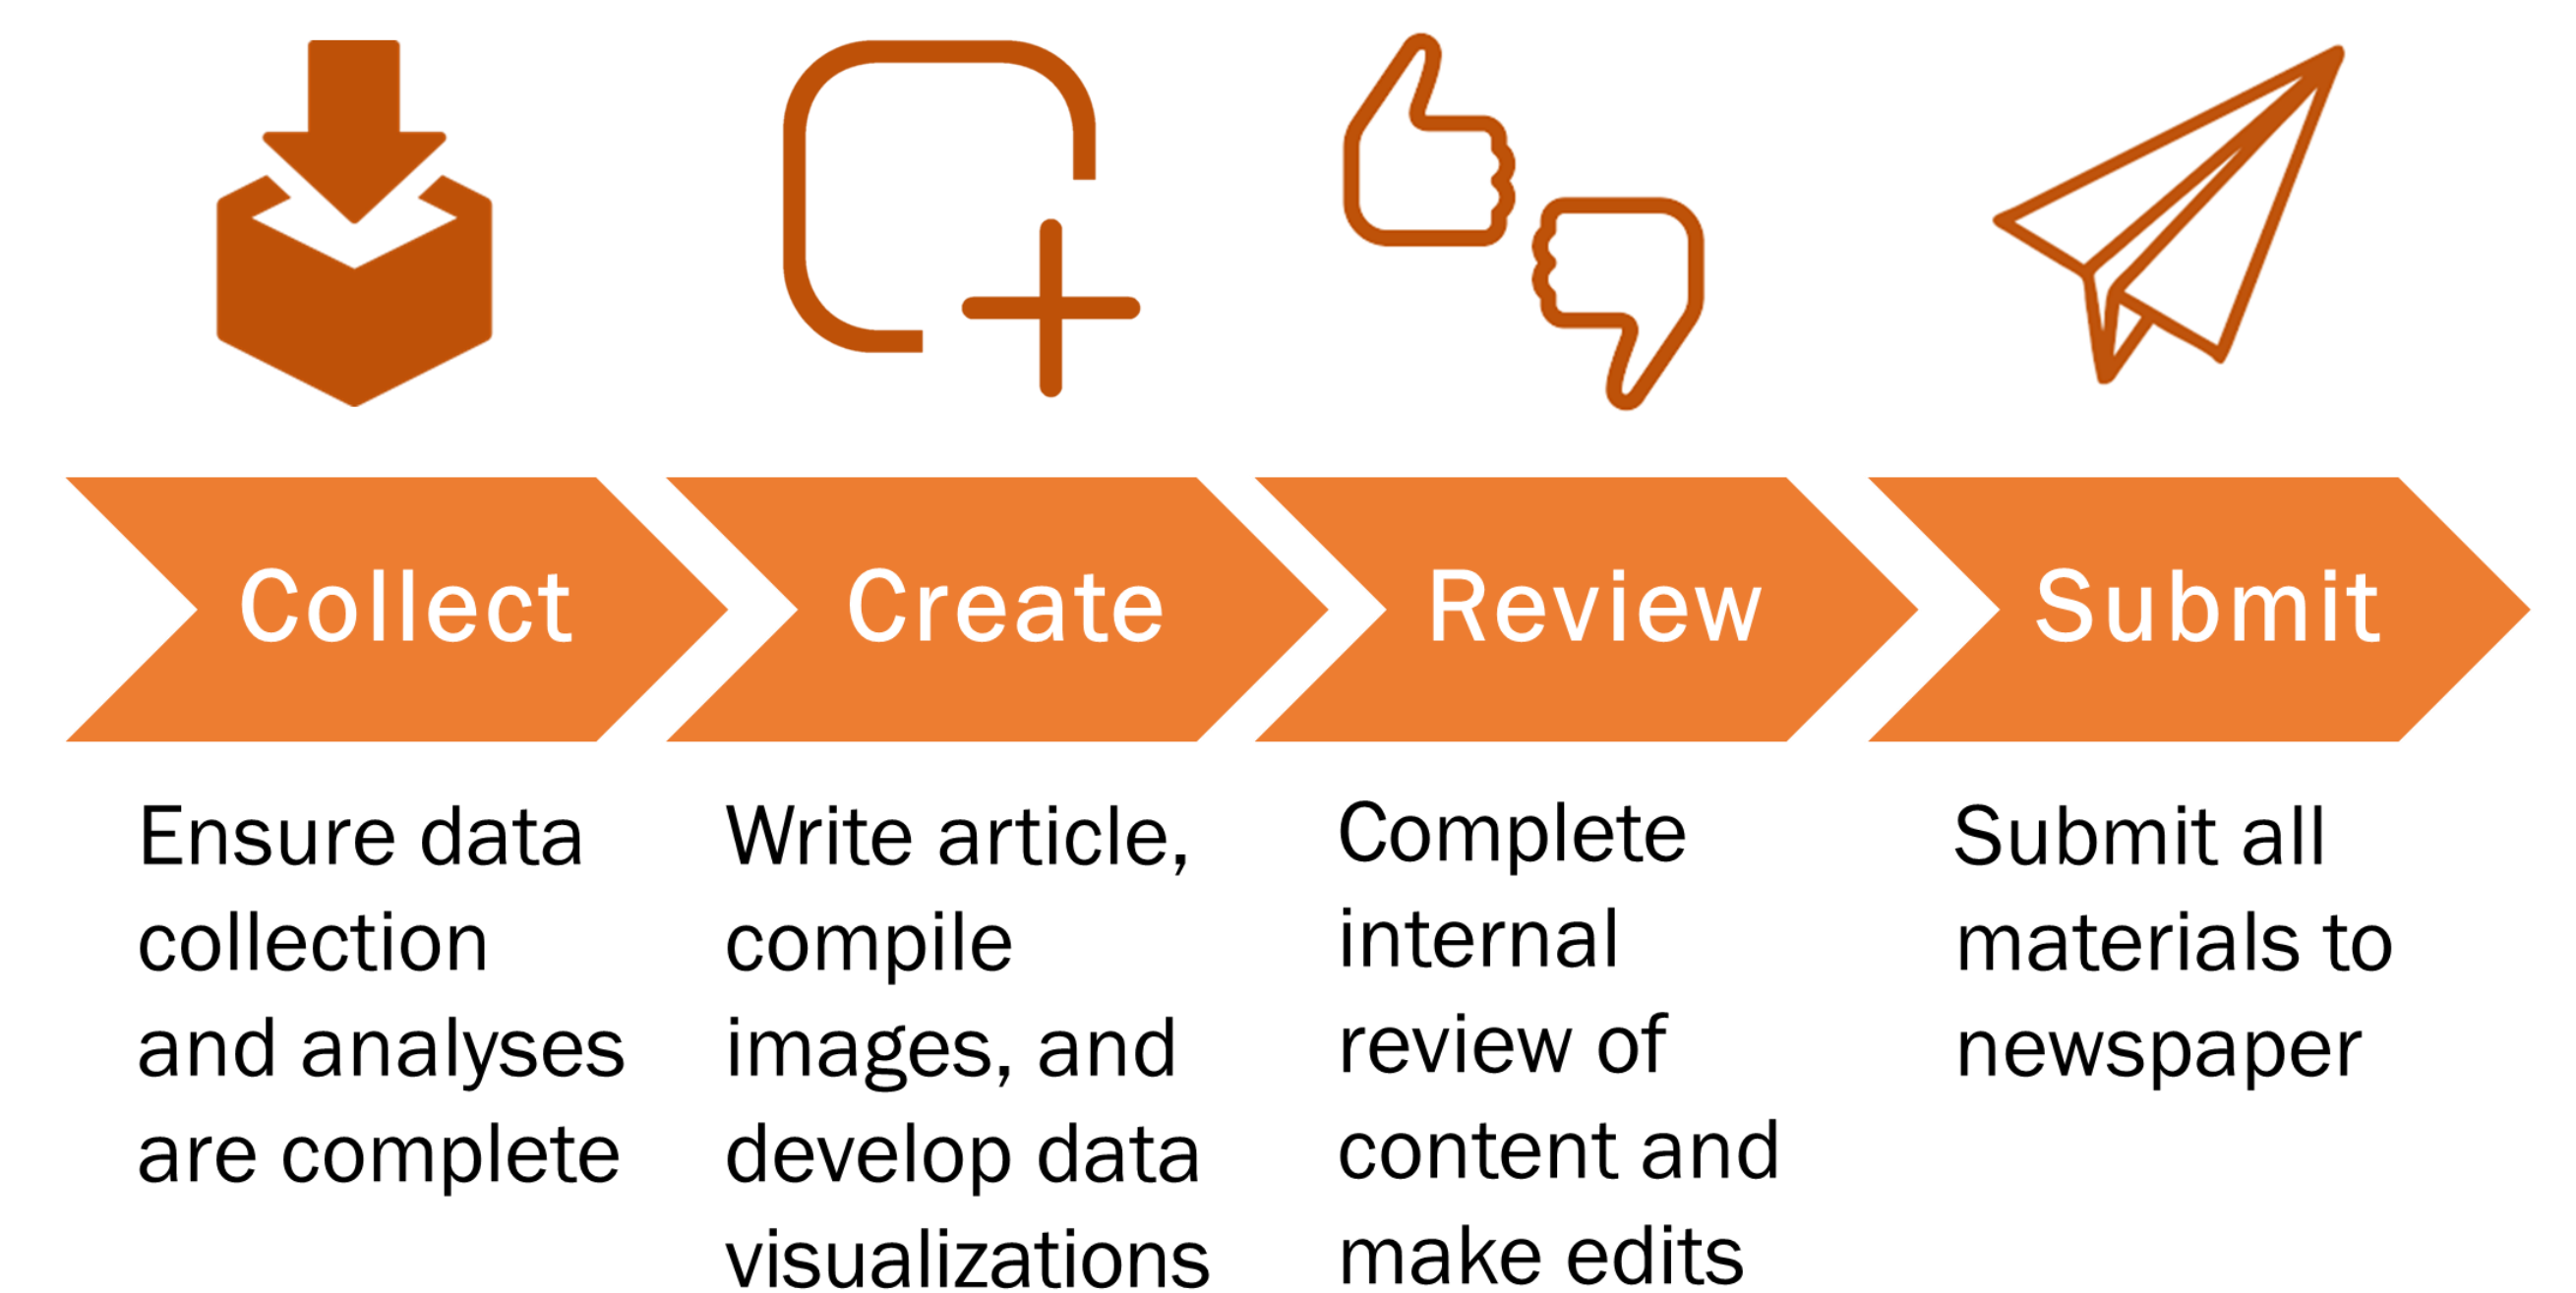 Collect
Create
Review
Submit
Ensure data
collection
and analyses
are complete
Write article,
compile
images, and
develop data
visualizations
Complete
internal
review of
content and
make edits
Submit all
materials to
newspaper